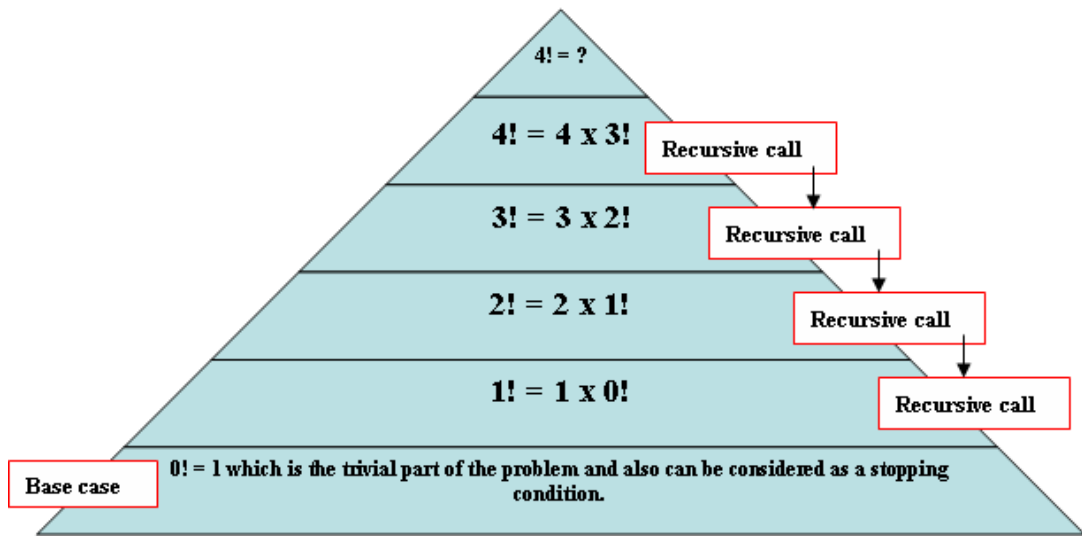 4! = ?
4! = 4 x 3!
Recursive call
3! = 3 x 2!
Recursive call
2! = 2 x 1!
Recursive call
1! = 1 x 0!
Recursive call
Base case
0! = 1 which is the trivial part of the problem and also can be considered as a stopping
condition.